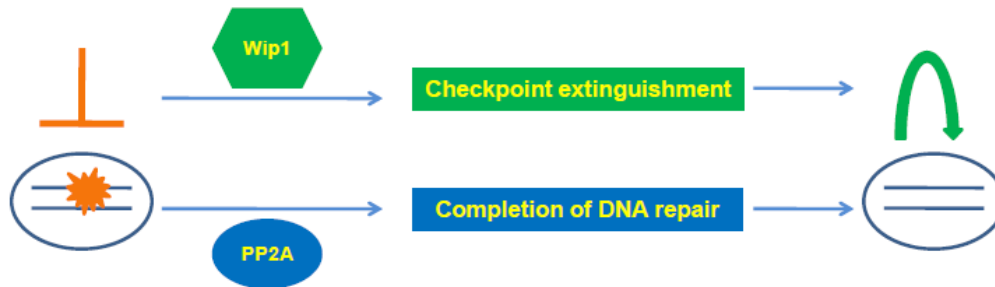 Wip1
Checkpoint extinguishment
Completion of DNA repair
PP2A